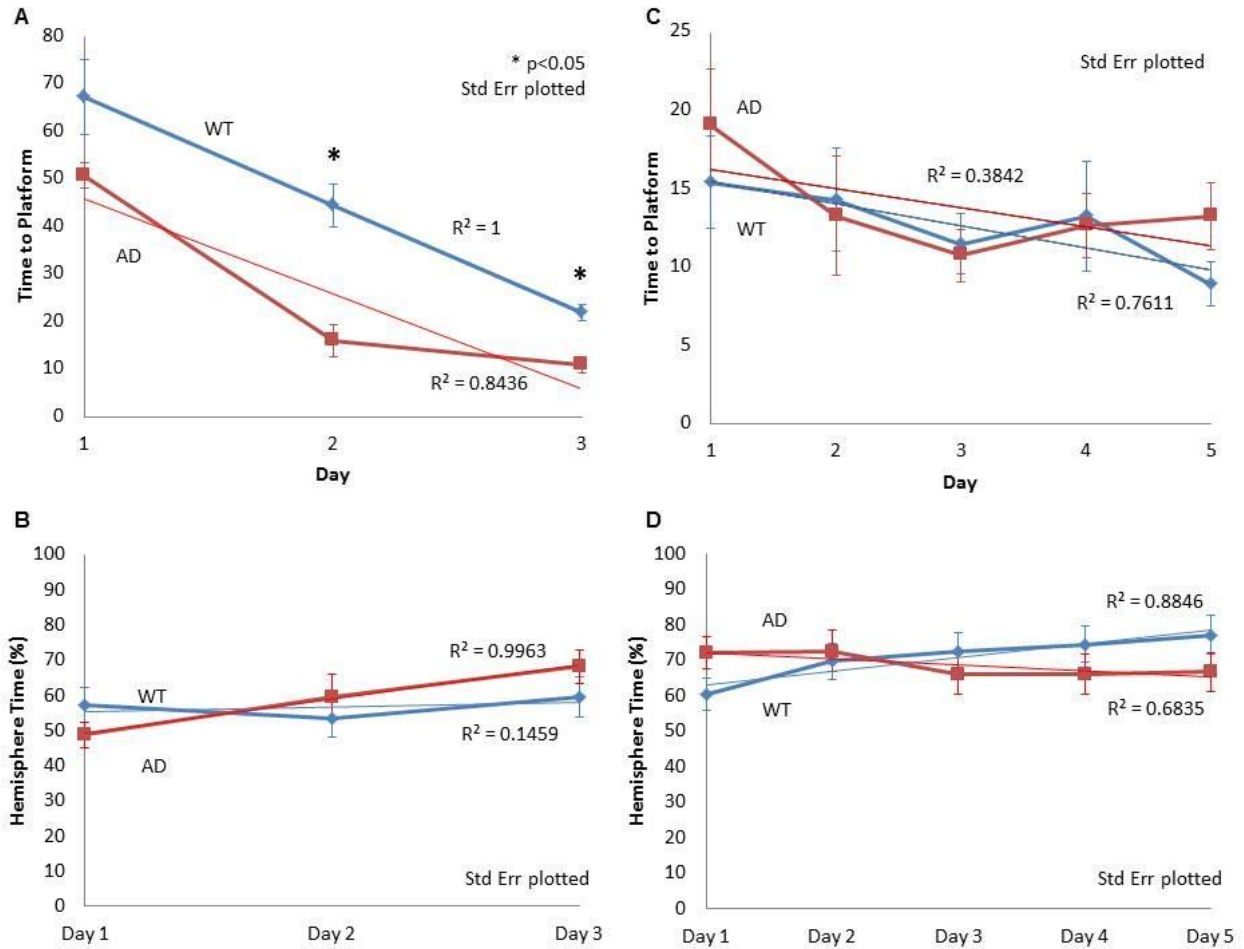 A
80
70
60
50
40
30
20
10
0
Time to Platform
* p<0.05
Std Err plotted
WT
*
R² = 1
*
AD
R² = 0.8436
1 2 3
Day
C
25
20
15
10
5
0
Time to Platform
Std Err plotted
AD
R² = 0.3842
WT
R² = 0.7611
1 2 3 4 5
Day
B
100
90
80
70
60
50
40
30
20
10
0
Hemisphere Time (%)
R² = 0.9963
WT
R² = 0.1459
AD
Std Err plotted
Day 1 Day 2 Day 3
D
100
90
80
70
60
50
40
30
20
10
0
Hemisphere Time (%)
R² = 0.8846
AD
WT
R² = 0.6835
Std Err plotted
Day 1 Day 2 Day 3 Day 4 Day 5